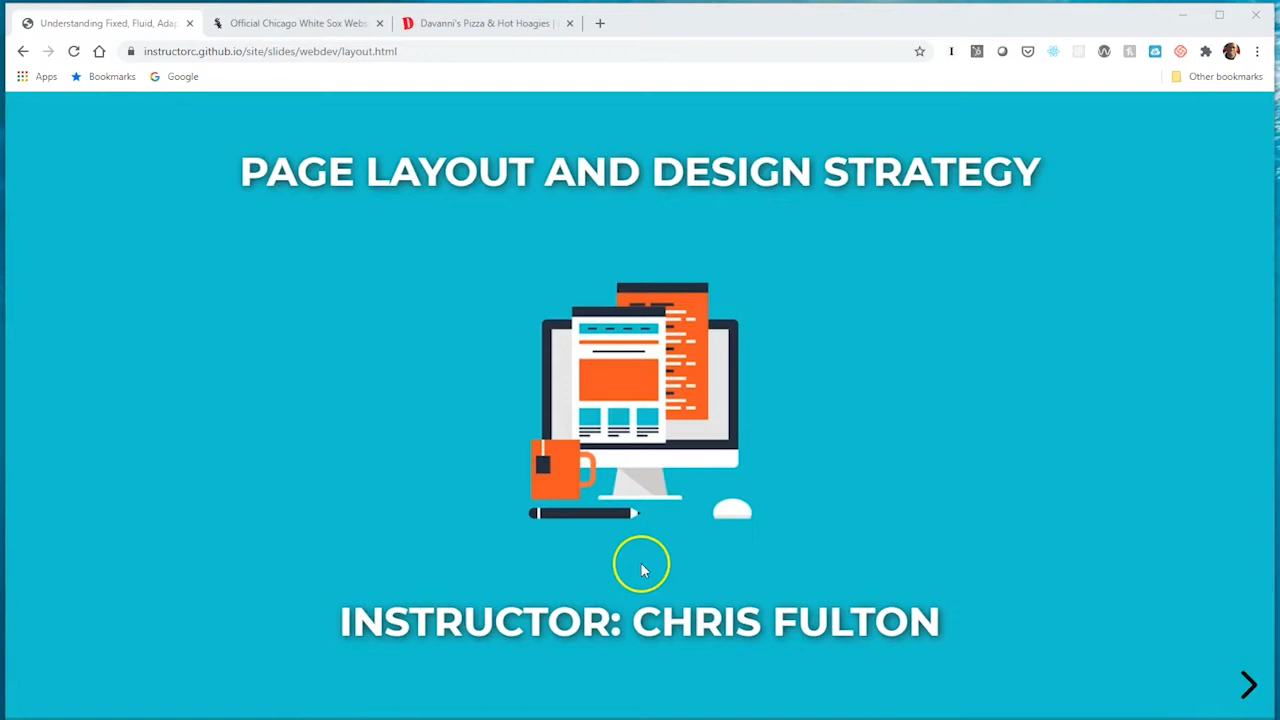 Understanding Fixed, Fluid, Adap
Official Chicago White Sox Webs
Davanni's Pizza & Hot Hoagies |
instructorc.github.io/site/slides/webdev/layout.html
Apps
Bookmarks
Google
Other bookmarks
PAGE LAYOUT AND DESIGN STRATEGY
INSTRUCTOR: CHRIS FULTON